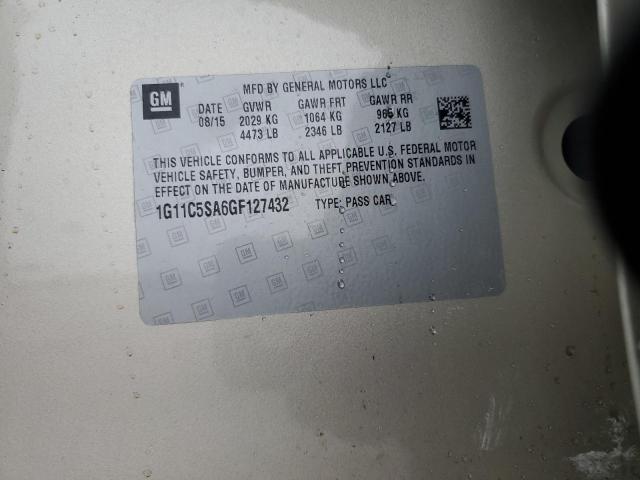 GM
MFD BY GENERAL MOTORS LLC
DATE GVWR GAWR FRT GAWR RR
08/15 2029 KG 1064 KG 965 KG
4473 LB 2346 LB 2127 LB
THIS VEHICLE CONFORMS TO ALL APPLICABLE U.S. FEDERAL MOTOR
VEHICLE SAFETY, BUMPER, AND THEFT PREVENTION STANDARDS IN
EFFECT ON THE DATE OF MANUFACTURE SHOWN ABOVE.
1G11C5SA6GF127432 TYPE: PASS CAR